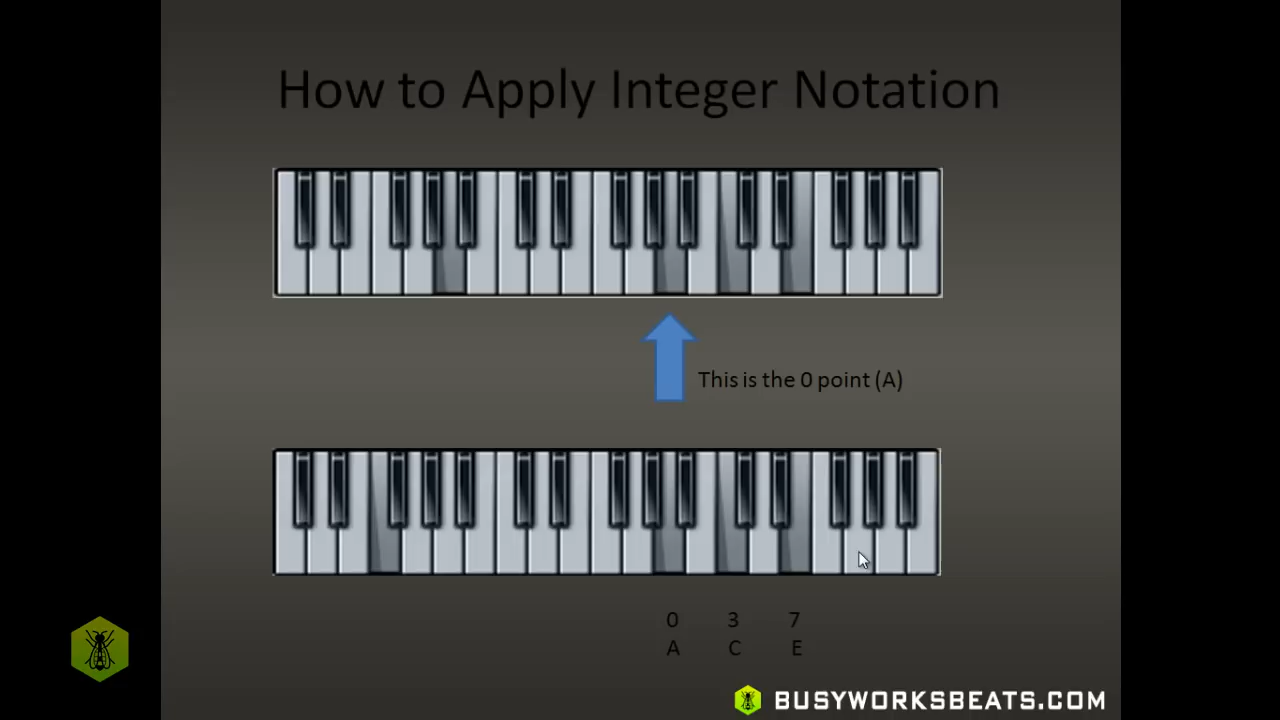 How to Apply Integer Notation
This is the 0 point (A)
0 3 7
A C E
BUSYWORKSBEATS.COM